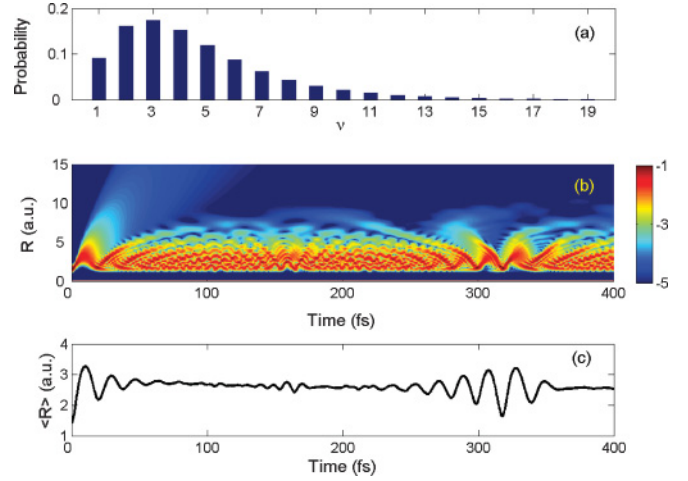 0.2
(a)
Probability
0.1
0
1 3 5 7 9 11 13 15 17 19
ν
15
-1
(b)
10
R (a.u.)
-3
5
0
-5
0 100 200 300 400
Time (fs)
4
(c)
3
<R> (a.u.)
2
1
0 100 200 300 400
Time (fs)